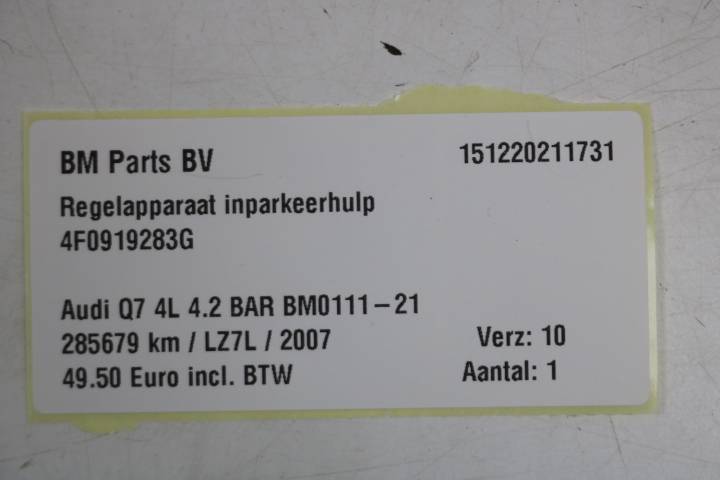 BM Parts BV 151220211731
Regelapparaat inparkeerhulp
4F0919283G
Audi Q7 4L 4.2 BAR BM0111-21
285679 km / LZ7L / 2007 Verz: 10
49.50 Euro incl. BTW Aantal: 1